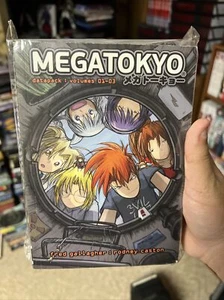 MEGATOKYO
datapack : volumes 01-03 メガトーキョー
fred gallagher : rodney caston